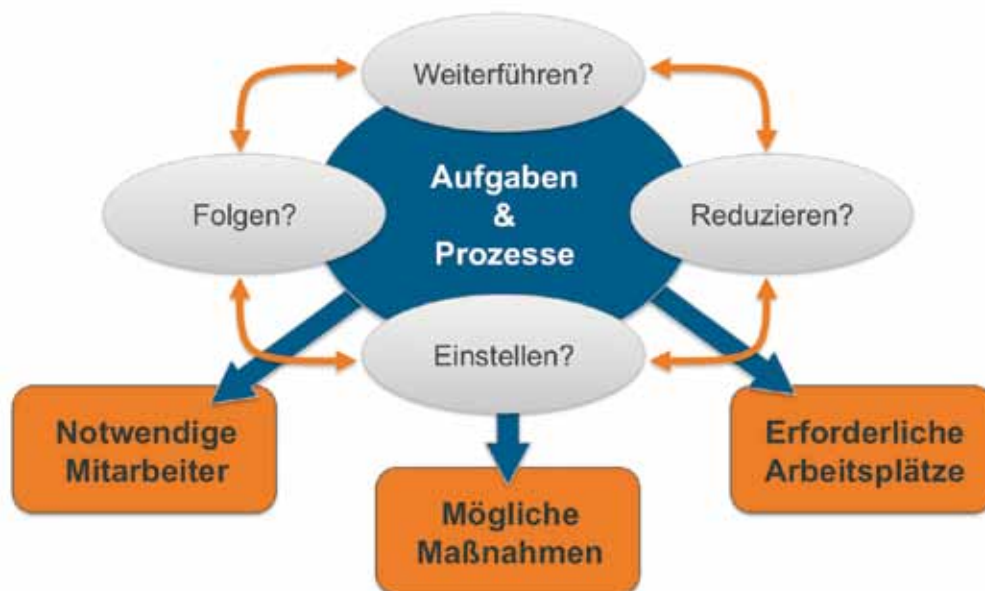 Weiterführen?
Aufgaben
&
Prozesse
Folgen?
Reduzieren?
Einstellen?
Notwendige
Mitarbeiter
Mögliche
Maßnahmen
Erforderliche
Arbeitsplätze